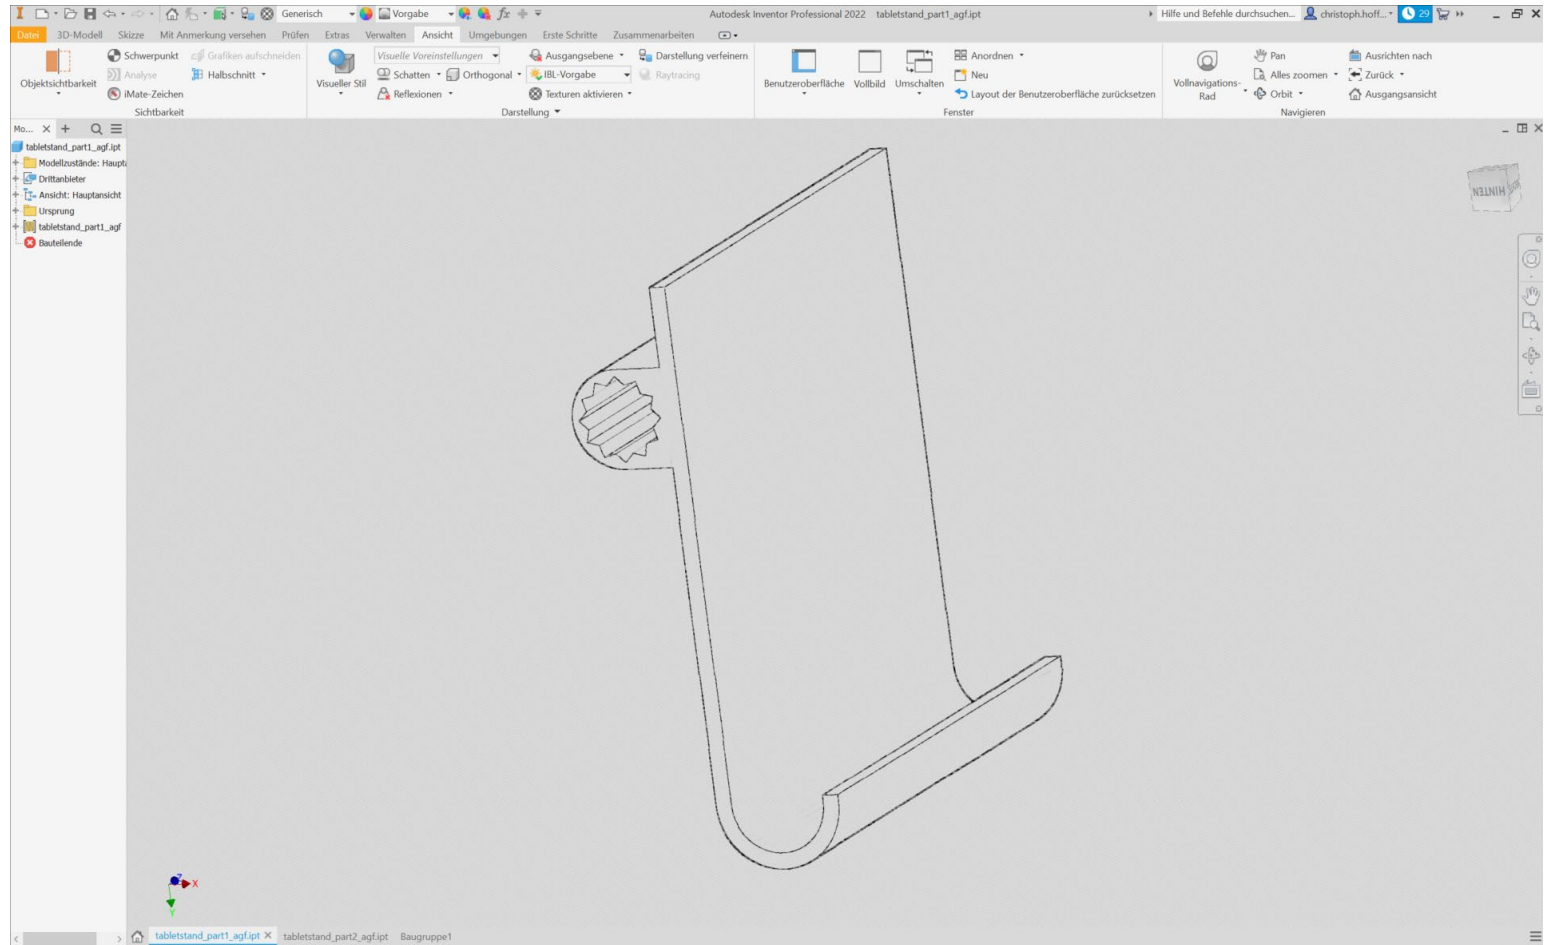 Generisch Vorgabe fx Autodesk Inventor Professional 2022 tabletstand_part1_agf.ipt Hilfe und Befehle durchsuchen... christoph.hoff... 29
Datei 3D-Modell Skizze Mit Anmerkung versehen Prüfen Extras Verwalten Ansicht Umgebungen Erste Schritte Zusammenarbeiten
Schwerpunkt Grafiken aufschneiden Visuelle Voreinstellungen Ausgangsebene Darstellung verfeinern Anordnen Pan Ausrichten nach
Objektsichtbarkeit Analyse Halbschnitt Visueller Stil Schatten Orthogonal IBL-Vorgabe Raytracing Benutzeroberfläche Vollbild Umschalten Neu Vollnavigations-Rad Alles zoomen Zurück
iMate-Zeichen Reflexionen Texturen aktivieren Layout der Benutzeroberfläche zurücksetzen Orbit Ausgangsansicht
Sichtbarkeit Darstellung Fenster Navigieren
Mo...
tabletstand_part1_agf.ipt
Modellzustände: Haupta
Drittanbieter
Ansicht: Hauptansicht
Ursprung
tabletstand_part1_agf
Bauteilende
HINTEN
Z
X
Y
tabletstand_part1_agf.ipt tabletstand_part2_agf.ipt Baugruppe1